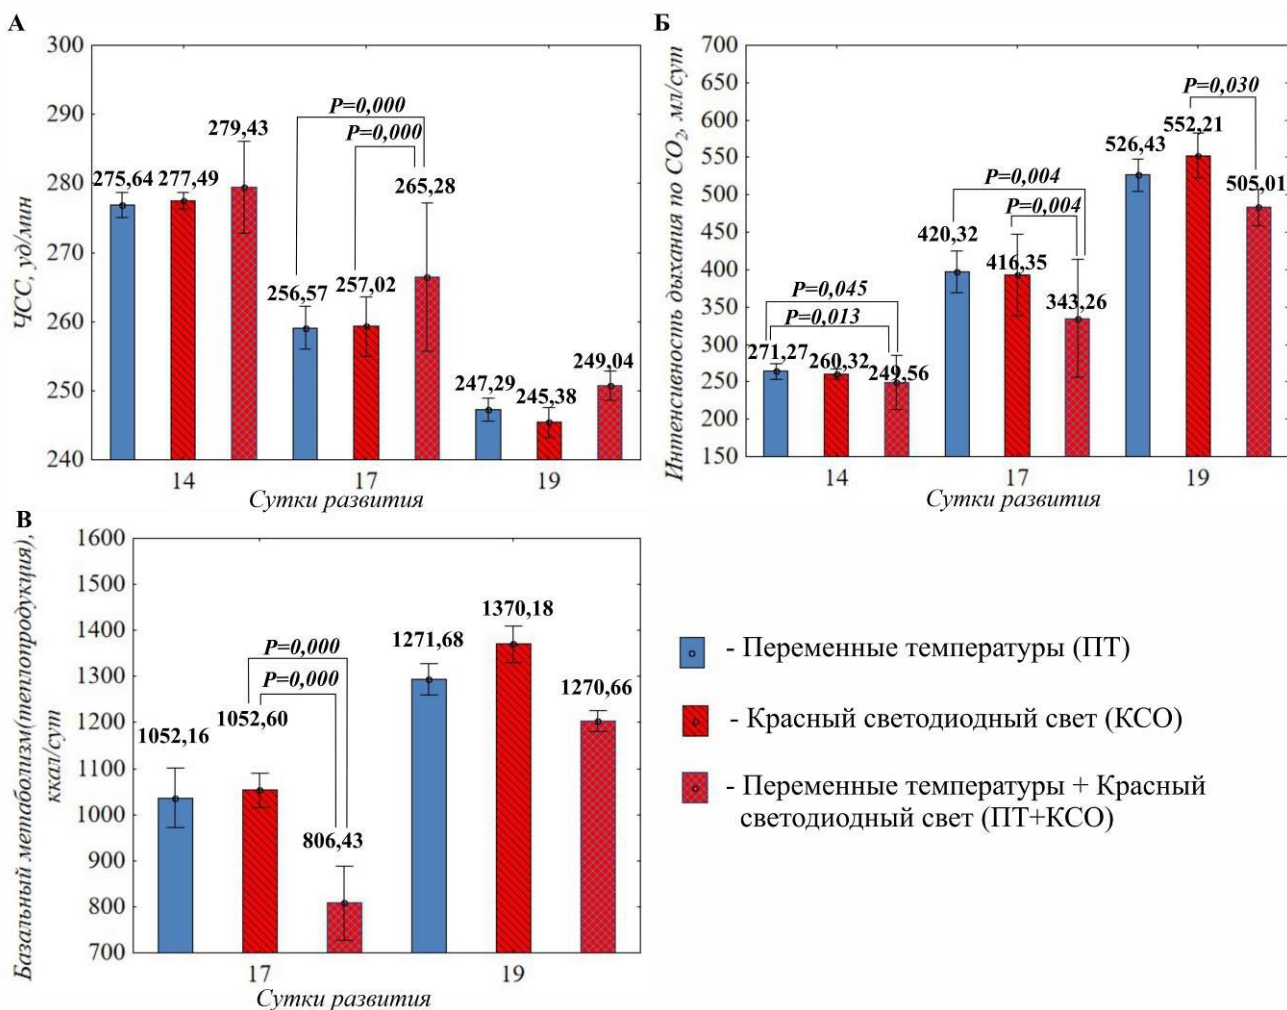 А
ЧСС, уд/мин
300
290
280
270
260
250
240
P=0,000
P=0,000
275,64
277,49
279,43
256,57
257,02
265,28
247,29
245,38
249,04
14
17
19
Сутки развития
Б
Интенсивность дыхания по CO2, мл/сут
700
650
600
550
500
450
400
350
300
250
200
150
P=0,030
P=0,004
P=0,004
P=0,045
P=0,013
271,27
260,32
249,56
420,32
416,35
343,26
526,43
552,21
505,01
14
17
19
Сутки развития
В
Базальный метаболизм(теплопродукция),
ккал/сут
1600
1500
1400
1300
1200
1100
1000
900
800
700
P=0,000
P=0,000
1052,16
1052,60
806,43
1271,68
1370,18
1270,66
17
19
Сутки развития
- Переменные температуры (ПТ)
- Красный светодиодный свет (КСО)
- Переменные температуры + Красный
светодиодный свет (ПТ+КСО)